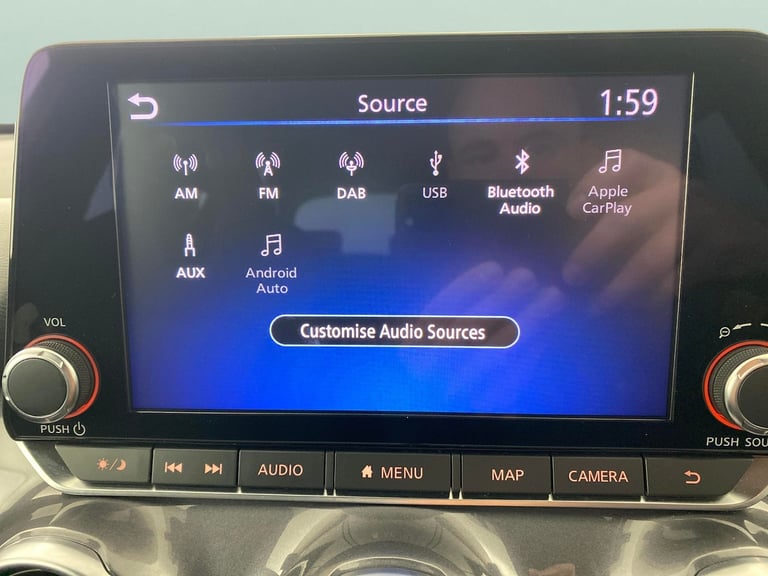 Source
1:59
AM
FM
DAB
USB
Bluetooth
Audio
Apple
CarPlay
AUX
Android
Auto
Customise Audio Sources
VOL
PUSH
PUSH
AUDIO
MENU
MAP
CAMERA